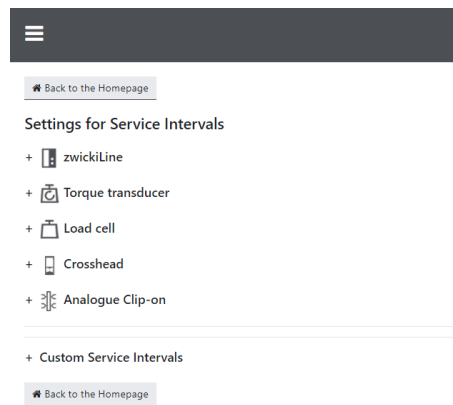 Back to the Homepage
Settings for Service Intervals
+ zwickiLine
+ Torque transducer
+ Load cell
+ Crosshead
+ Analogue Clip-on
+ Custom Service Intervals
Back to the Homepage